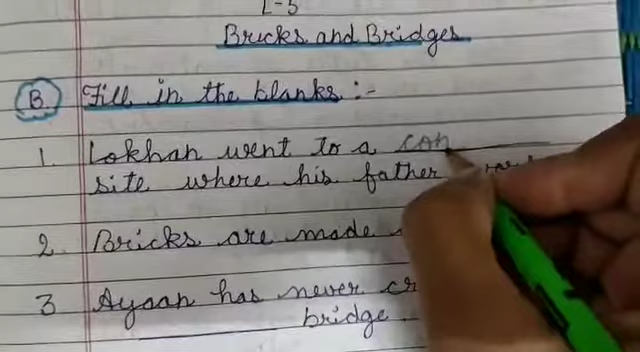 L-5
Bricks and Bridges
B. Fill in the blanks :-
1. Lokhan went to a con
site where his father
2. Bricks are made
3 Ayaan has never cr
bridge.